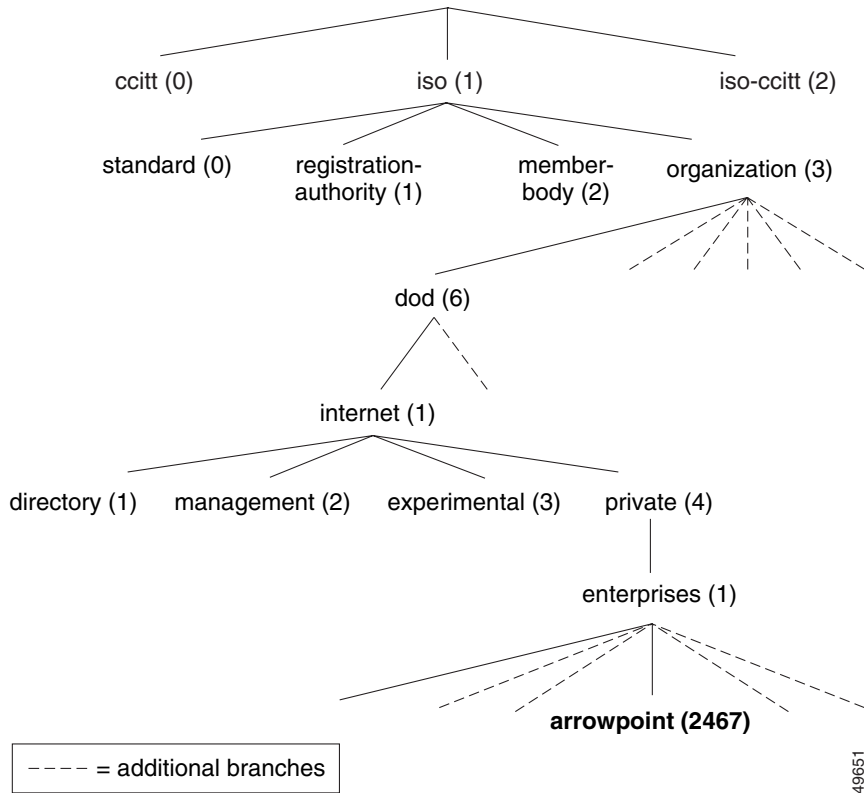 ccitt (0)
iso (1)
iso-ccitt (2)
standard (0)
registration-
authority (1)
member-
body (2)
organization (3)
dod (6)
internet (1)
directory (1)
management (2)
experimental (3)
private (4)
enterprises (1)
arrowpoint (2467)
= additional branches
49651